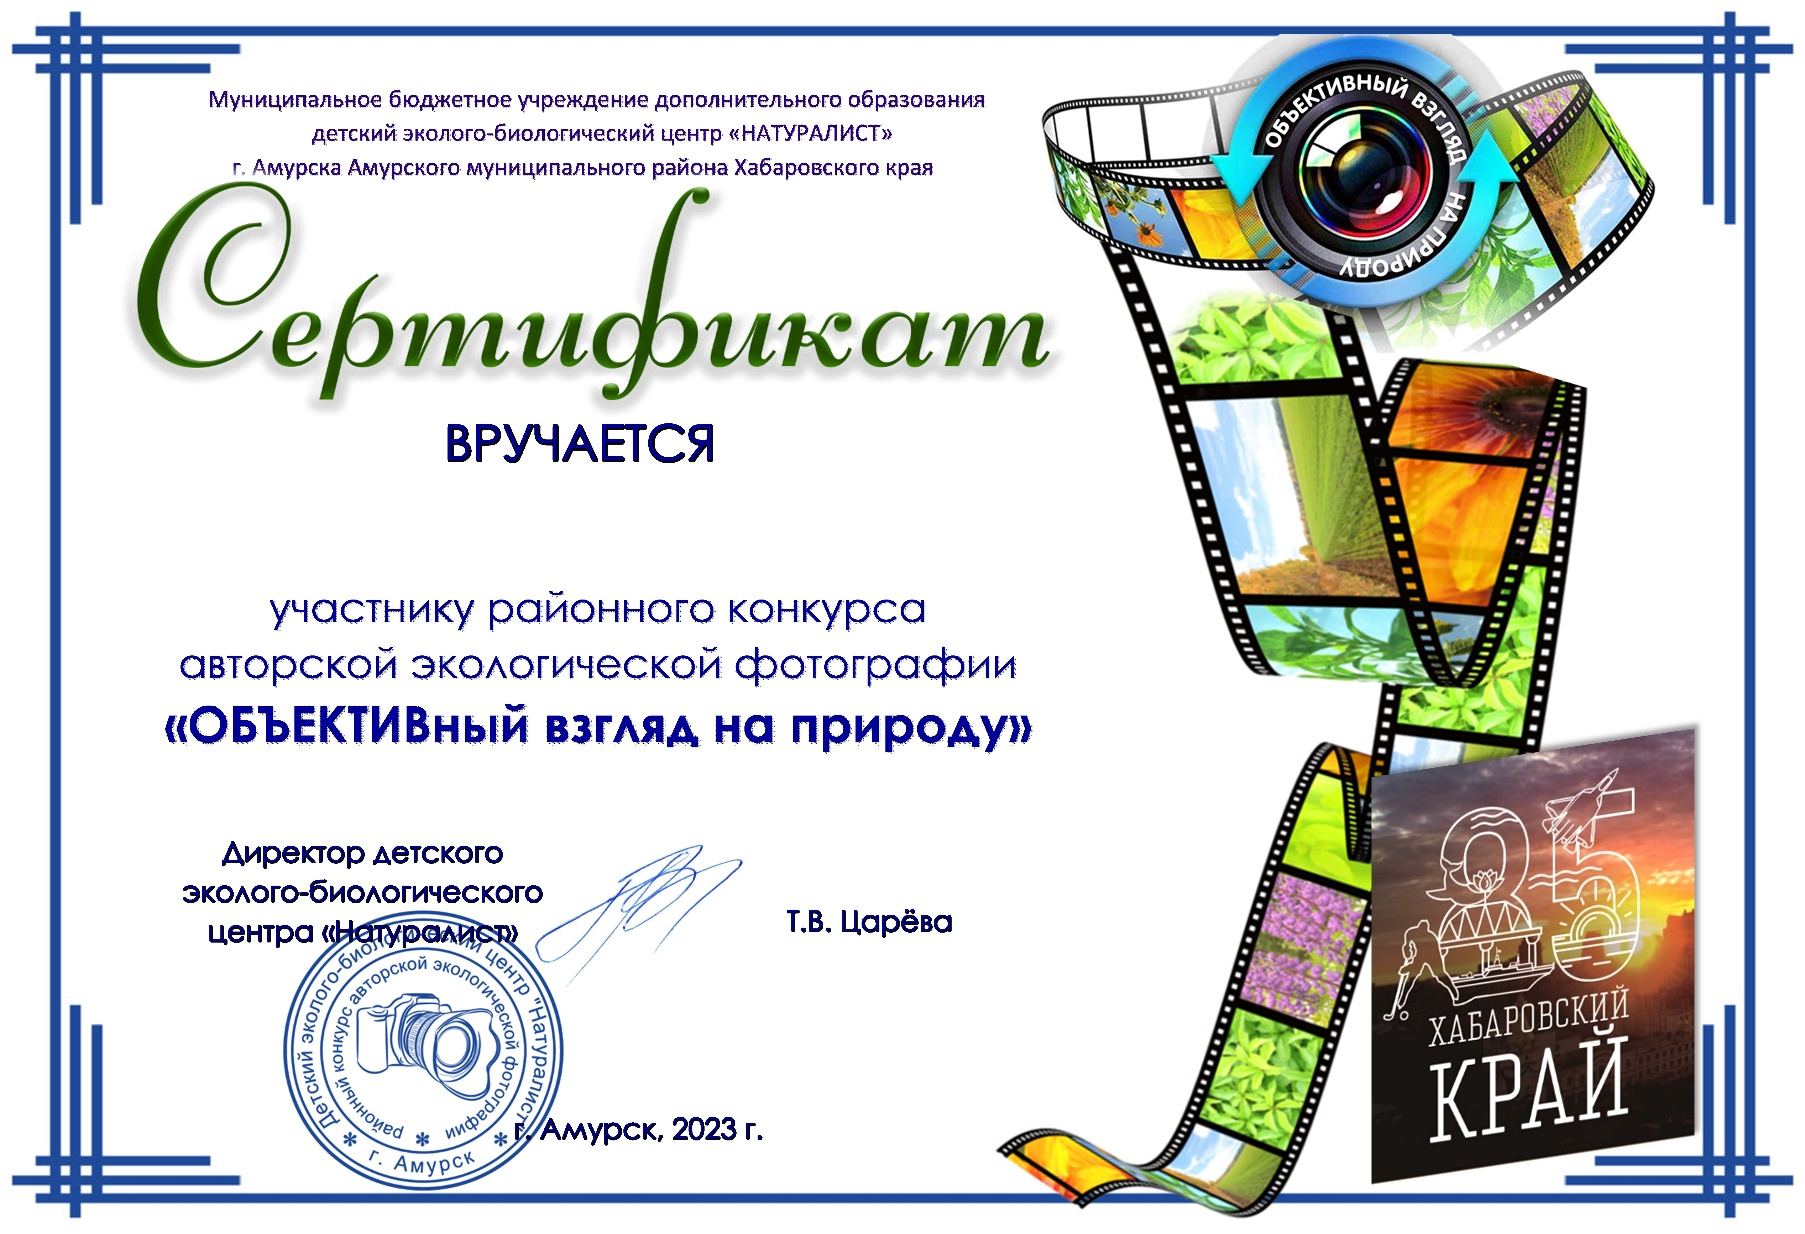 Муниципальное бюджетное учреждение дополнительного образования
детский эколого-биологический центр «НАТУРАЛИСТ»
г. Амурска Амурского муниципального района Хабаровского края
ОБЪЕКТИВНЫЙ ВЗГЛЯД НА ПРИРОДУ
Сертификат
ВРУЧАЕТСЯ
участнику районного конкурса
авторской экологической фотографии
«ОБЪЕКТИВный взгляд на природу»
Директор детского
эколого-биологического
центра «Натуралист»
Т.В. Царёва
Детский эколого-биологический центр "Натуралист"
районный конкурс авторской экологической фотографии
г. Амурск
г. Амурск, 2023 г.
85
ХАБАРОВСКИЙ
КРАЙ